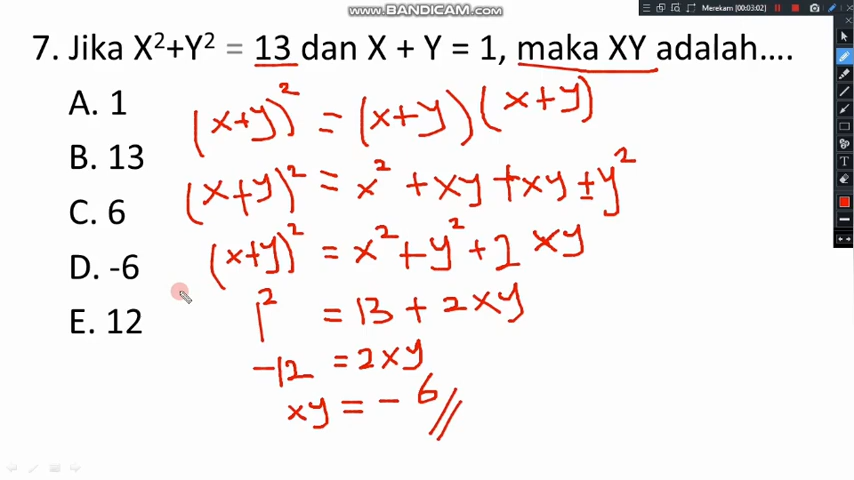 WWW.BANDICAM.COM
Merekam [00:03:02]
7. Jika X²+Y² = 13 dan X + Y = 1, maka XY adalah....
A. 1
B. 13
C. 6
D. -6
E. 12
(x+y)² = (x+y)(x+y)
(x+y)² = x² + xy + xy ± y²
(x+y)² = x² + y² + 2 xy
1² = 13 + 2xy
-12 = 2xy
xy = - 6 //